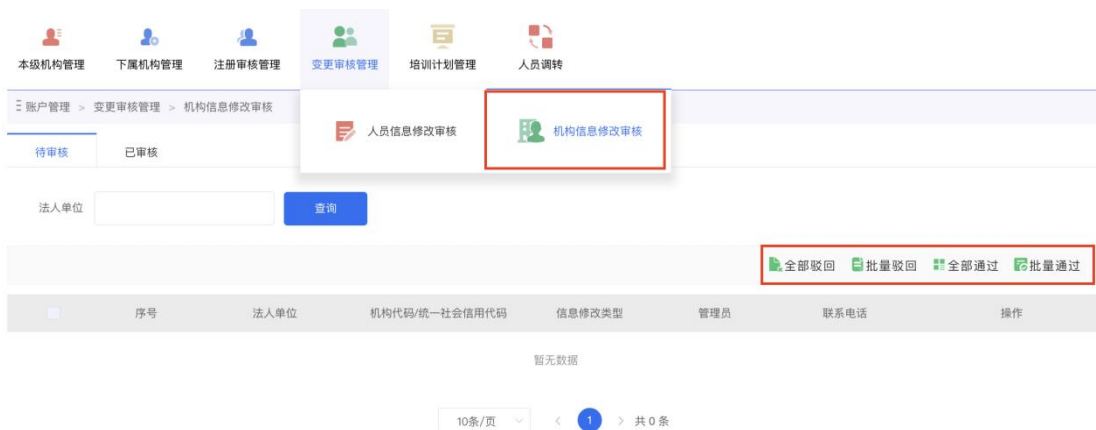 本级机构管理 下属机构管理 注册审核管理 变更审核管理 培训计划管理 人员调转
账户管理 > 变更审核管理 > 机构信息修改审核
人员信息修改审核 机构信息修改审核
待审核 已审核
法人单位 查询
全部驳回 批量驳回 全部通过 批量通过
序号 法人单位 机构代码/统一社会信用代码 信息修改类型 管理员 联系电话 操作
暂无数据
10条/页 < 1 > 共 0 条